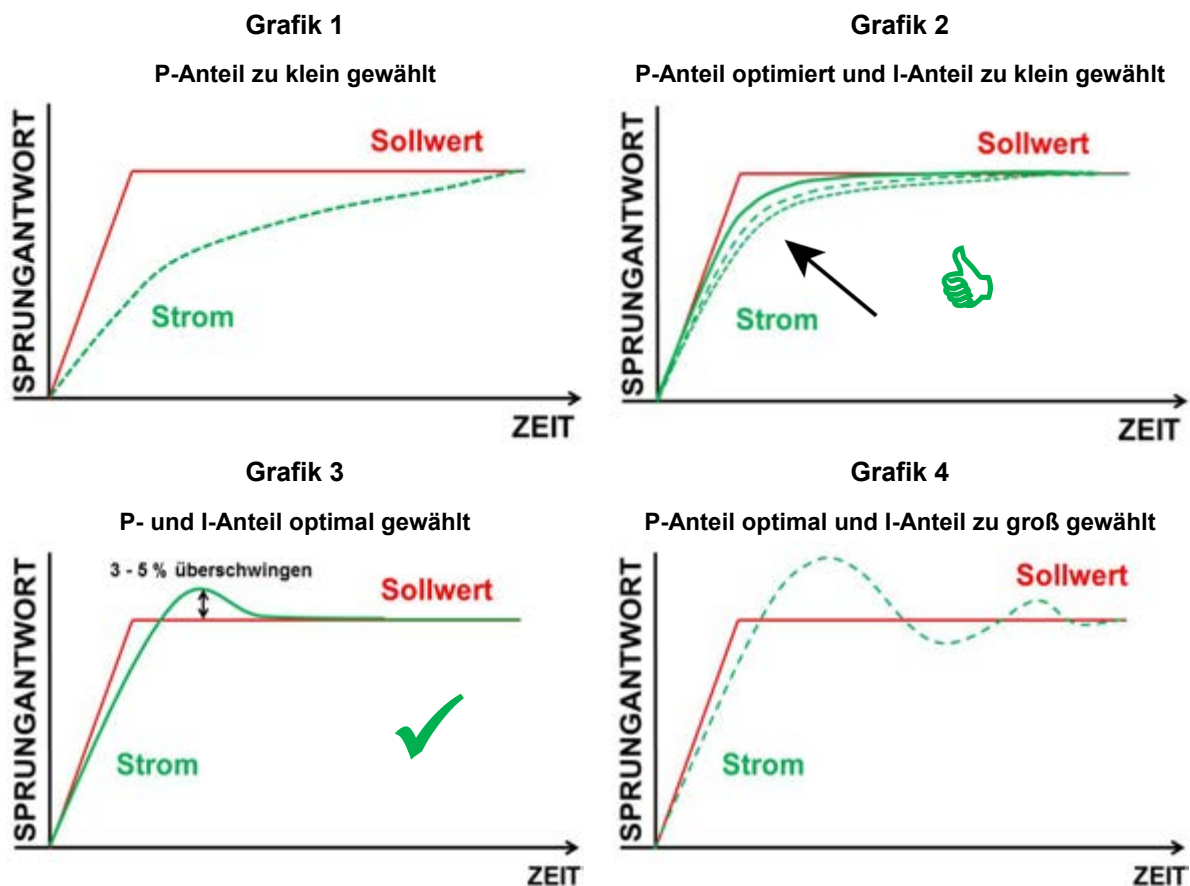 Grafik 1
P-Anteil zu klein gewählt
SPRUNGANTWORT
Sollwert
Strom
ZEIT
Grafik 2
P-Anteil optimiert und I-Anteil zu klein gewählt
SPRUNGANTWORT
Sollwert
Strom
ZEIT
Grafik 3
P- und I-Anteil optimal gewählt
SPRUNGANTWORT
3 - 5 % überschwingen
Sollwert
Strom
ZEIT
Grafik 4
P-Anteil optimal und I-Anteil zu groß gewählt
SPRUNGANTWORT
Sollwert
Strom
ZEIT